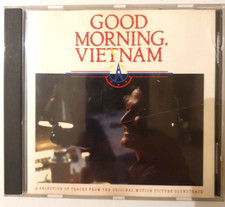 GOOD
MORNING,
VIETNAM
A SELECTION OF TRACKS FROM THE ORIGINAL MOTION PICTURE SOUNDTRACK